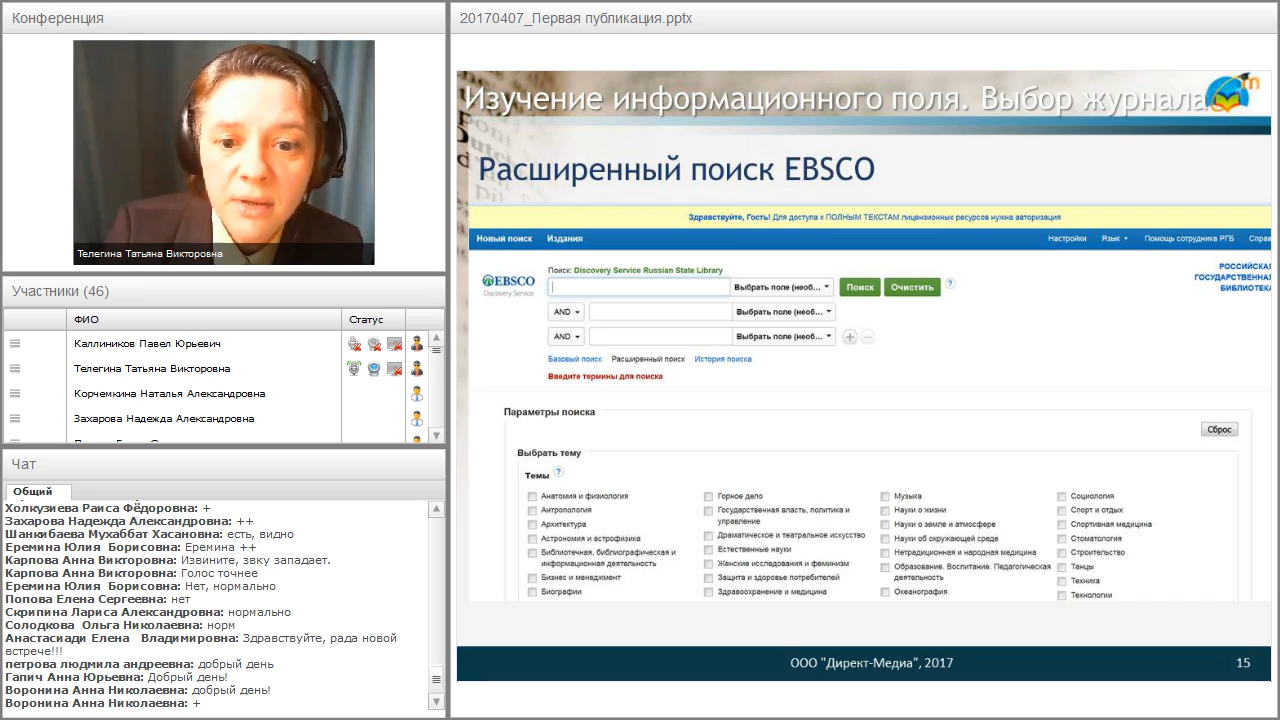 Конференция
Телегина Татьяна Викторовна
Участники (46)
ФИО
Статус
Каллиников Павел Юрьевич
Телегина Татьяна Викторовна
Корчемкина Наталья Александровна
Захарова Надежда Александровна
Чат
Общий
Холкузиева Раиса Фёдоровна: +
Захарова Надежда Александровна: ++
Шанкибаева Мухаббат Хасановна: есть, видно
Еремина Юлия Борисовна: Еремина ++
Карпова Анна Викторовна: Извините, звку западает.
Карпова Анна Викторовна: Голос точнее
Еремина Юлия Борисовна: Нет, нормально
Попова Елена Сергеевна: нет
Скрипина Лариса Александровна: нормально
Солодкова Ольга Николаевна: норм
Анастасиади Елена Владимировна: Здравствуйте, рада новой
встрече!!!
петрова людмила андреевна: добрый день
Гапич Анна Юрьевна: Добрый день!
Воронина Анна Николаевна: добрый день!
Воронина Анна Николаевна: +
20170407_Первая публикация.pptx
Изучение информационного поля. Выбор журнала
Расширенный поиск EBSCO
Здравствуйте, Гость! Для доступа к ПОЛНЫМ ТЕКСТАМ лицензионных ресурсов нужна авторизация
Новый поиск Издания Настройки Язык Помощь сотрудника РГБ Справ
EBSCO
Discovery Service
Поиск: Discovery Service Russian State Library
Выбрать поле (необ... Поиск Очистить ?
AND Выбрать поле (необ...
AND Выбрать поле (необ...
Базовый поиск Расширенный поиск История поиска
Введите термины для поиска
РОССИЙСКАЯ
ГОСУДАРСТВЕННАЯ
БИБЛИОТЕКА
Параметры поиска
Сброс
Выбрать тему
Темы ?
Анатомия и физиология
Антропология
Архитектура
Астрономия и астрофизика
Библиотечная, библиографическая и
информационная деятельность
Бизнес и менеджмент
Биографии
Горное дело
Государственная власть, политика и
управление
Драматическое и театральное искусство
Естественные науки
Женские исследования и феминизм
Защита и здоровье потребителей
Здравоохранение и медицина
Музыка
Науки о жизни
Науки о земле и атмосфере
Науки об окружающей среде
Нетрадиционная и народная медицина
Образование. Воспитание. Педагогическая
деятельность
Океанография
Социология
Спорт и отдых
Спортивная медицина
Стоматология
Строительство
Танцы
Техника
Технологии
ООО "Директ-Медиа", 2017
15